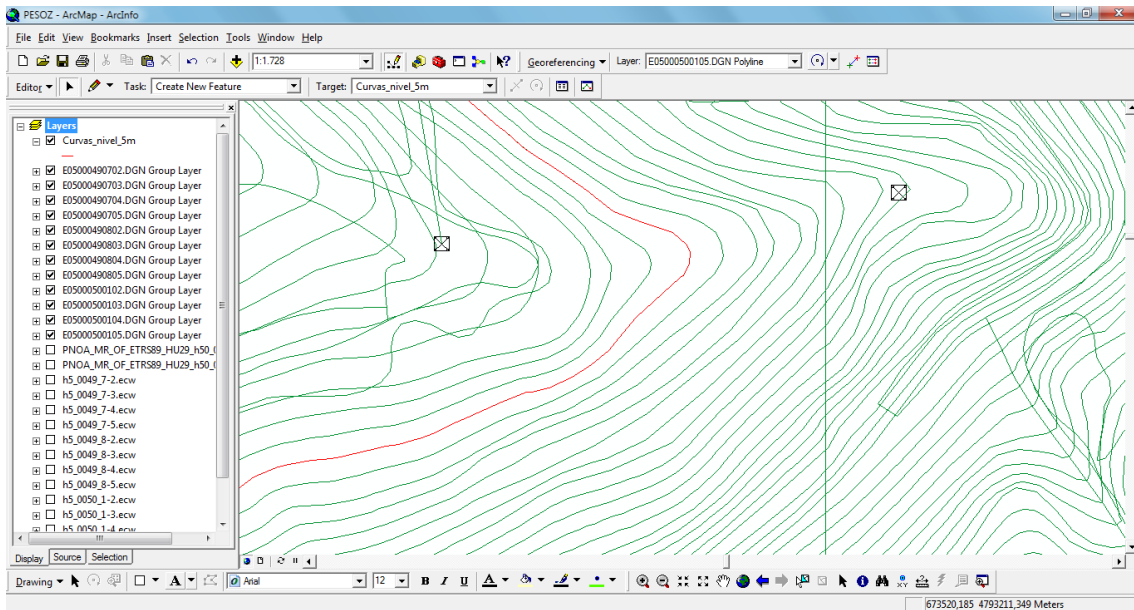 PESOZ - ArcMap - ArcInfo
File Edit View Bookmarks Insert Selection Tools Window Help
1:1.728 Georeferencing Layer: E05000500105.DGN Polyline
Editor Task: Create New Feature Target: Curvas_nivel_5m
Layers
Curvas_nivel_5m
E05000490702.DGN Group Layer
E05000490703.DGN Group Layer
E05000490704.DGN Group Layer
E05000490705.DGN Group Layer
E05000490802.DGN Group Layer
E05000490803.DGN Group Layer
E05000490804.DGN Group Layer
E05000490805.DGN Group Layer
E05000500102.DGN Group Layer
E05000500103.DGN Group Layer
E05000500104.DGN Group Layer
E05000500105.DGN Group Layer
PNOA_MR_OF_ETRS89_HU29_h50_0
PNOA_MR_OF_ETRS89_HU29_h50_0
h5_0049_7-2.ecw
h5_0049_7-3.ecw
h5_0049_7-4.ecw
h5_0049_7-5.ecw
h5_0049_8-2.ecw
h5_0049_8-3.ecw
h5_0049_8-4.ecw
h5_0049_8-5.ecw
h5_0050_1-2.ecw
h5_0050_1-3.ecw
h5_0050_1-4.ecw
Display Source Selection
Drawing A Arial 12 B I U A
673520,185 4793211,349 Meters